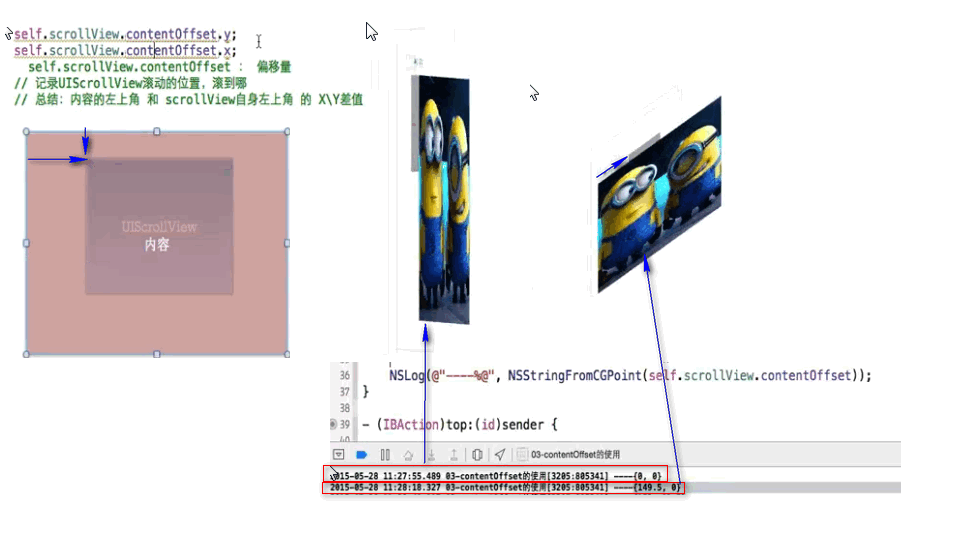 self.scrollView.contentOffset.y;
self.scrollView.contentOffset.x;
self.scrollView.contentOffset : 偏移量
// 记录UIScrollView滚动的位置，滚到哪
// 总结：内容的左上角 和 scrollView自身左上角 的 X\Y差值
UIScrollView
内容
36 NSLog(@"----%@", NSStringFromCGPoint(self.scrollView.contentOffset));
37 }
38
39 - (IBAction)top:(id)sender {
03-contentOffset的使用
2015-05-28 11:27:55.489 03-contentOffset的使用[3205:805341] ----{0, 0}
2015-05-28 11:28:18.327 03-contentOffset的使用[3205:805341] ----{149.5, 0}